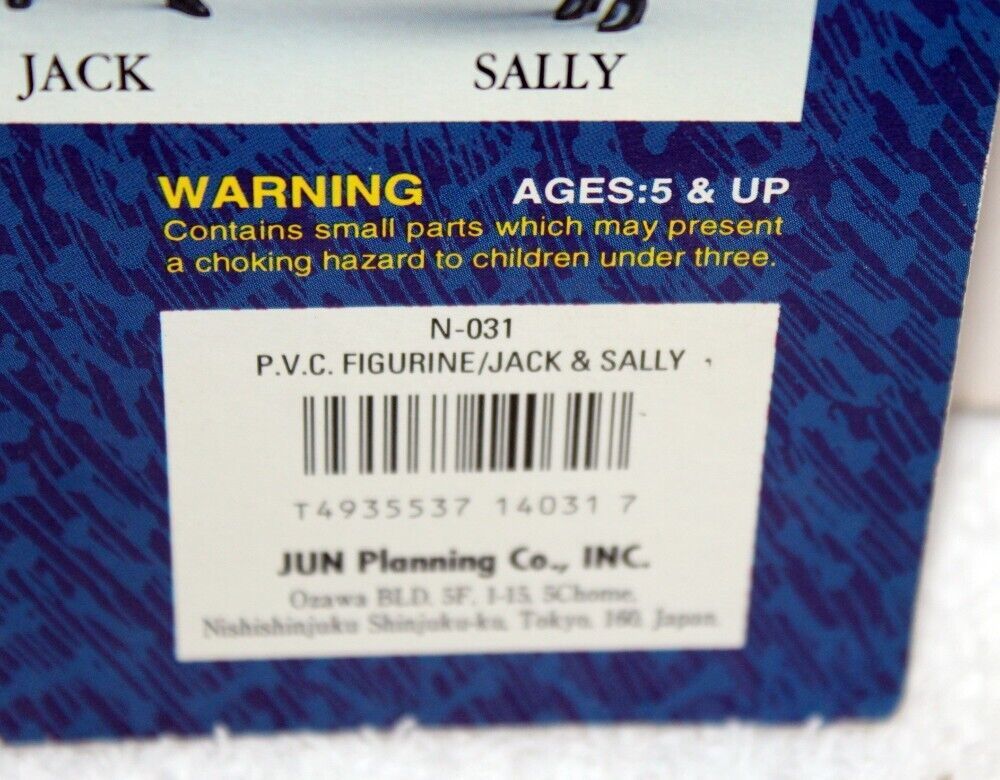 JACK SALLY
WARNING AGES:5 & UP
Contains small parts which may present
a choking hazard to children under three.
N-031
P.V.C. FIGURINE/JACK & SALLY
T4935537 14031 7
JUN Planning Co., INC.
Ozawa BLD. 5F, 1-15, 5Chome,
Nishishinjuku Shinjuku-ku, Tokyo, 160, Japan.